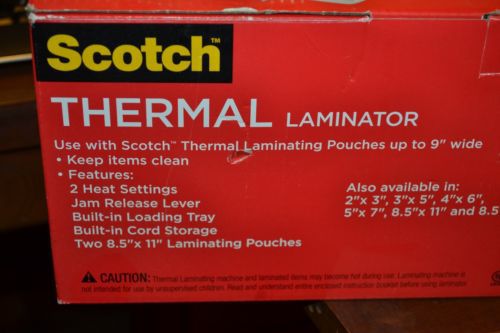 Scotch™
THERMAL LAMINATOR
Use with Scotch™ Thermal Laminating Pouches up to 9" wide
• Keep items clean
• Features:
2 Heat Settings
Jam Release Lever
Built-in Loading Tray
Built-in Cord Storage
Two 8.5"x 11" Laminating Pouches
Also available in:
2"x 3", 3"x 5", 4"x 6",
5"x 7", 8.5"x 11" and 8.5
CAUTION: Thermal Laminating machine and laminated items may become hot during use. Laminating machine is
not intended for use by unsupervised children. Read and understand entire enclosed instruction booklet before using laminator.